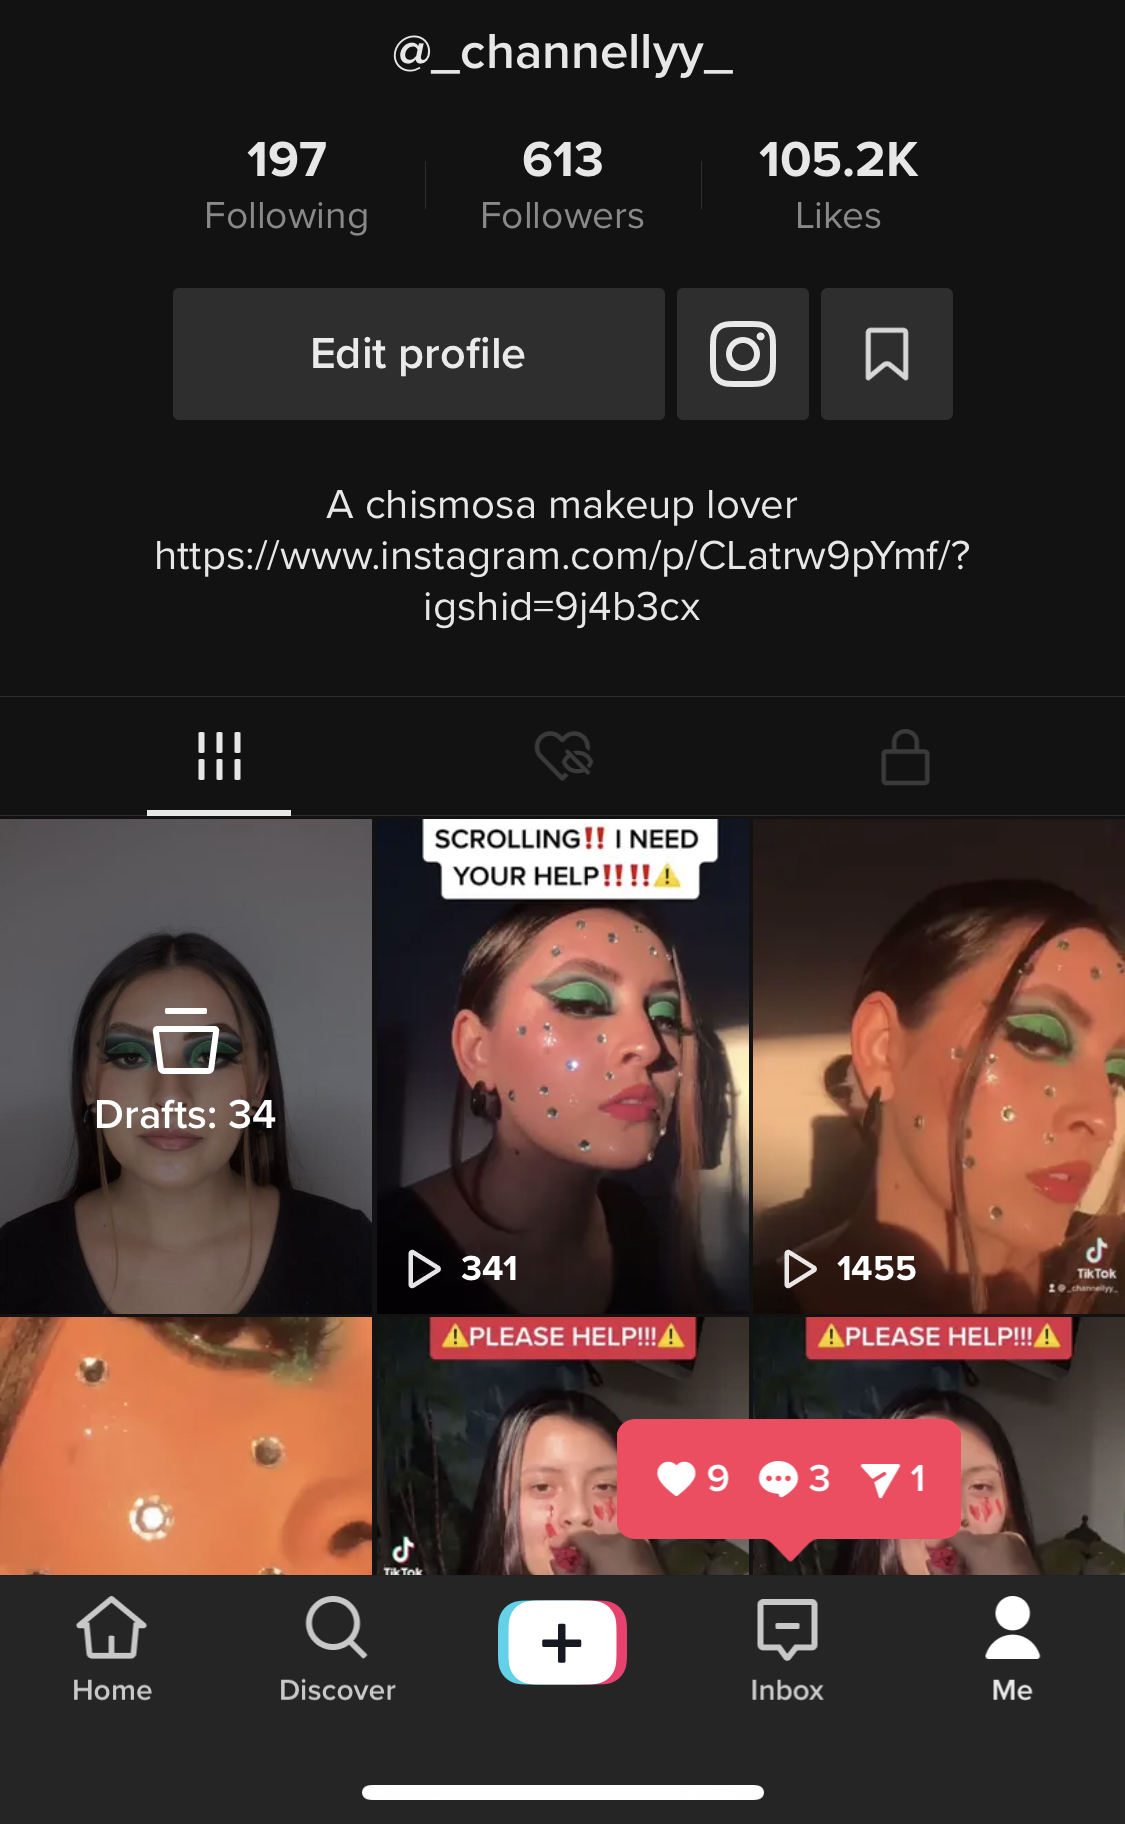 @_channellyy_
197
Following
613
Followers
105.2K
Likes
Edit profile
A chismosa makeup lover
https://www.instagram.com/p/CLatrw9pYmf/?
igshid=9j4b3cx
Drafts: 34
SCROLLING‼️ I NEED
YOUR HELP‼️‼️⚠️
341
1455
TikTok
@_channellyy_
⚠️PLEASE HELP!!!⚠️
TikTok
⚠️PLEASE HELP!!!⚠️
9
3
1
Home
Discover
Inbox
Me